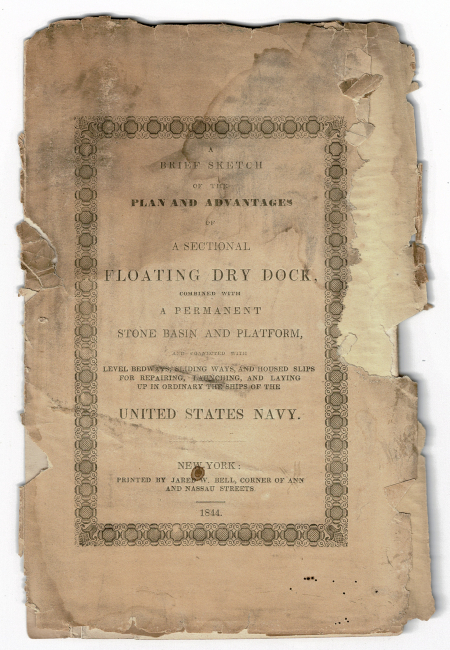 A
BRIEF SKETCH
OF THE
PLAN AND ADVANTAGES
OF
A SECTIONAL
FLOATING DRY DOCK,
COMBINED WITH
A PERMANENT
STONE BASIN AND PLATFORM,
AND CONNECTED WITH
LEVEL BEDWAYS, SLIDING WAYS, AND HOUSED SLIPS
FOR REPAIRING, LAUNCHING, AND LAYING
UP IN ORDINARY THE SHIPS OF THE
UNITED STATES NAVY.
NEW-YORK:
PRINTED BY JARED W. BELL, CORNER OF ANN
AND NASSAU STREETS.
1844.